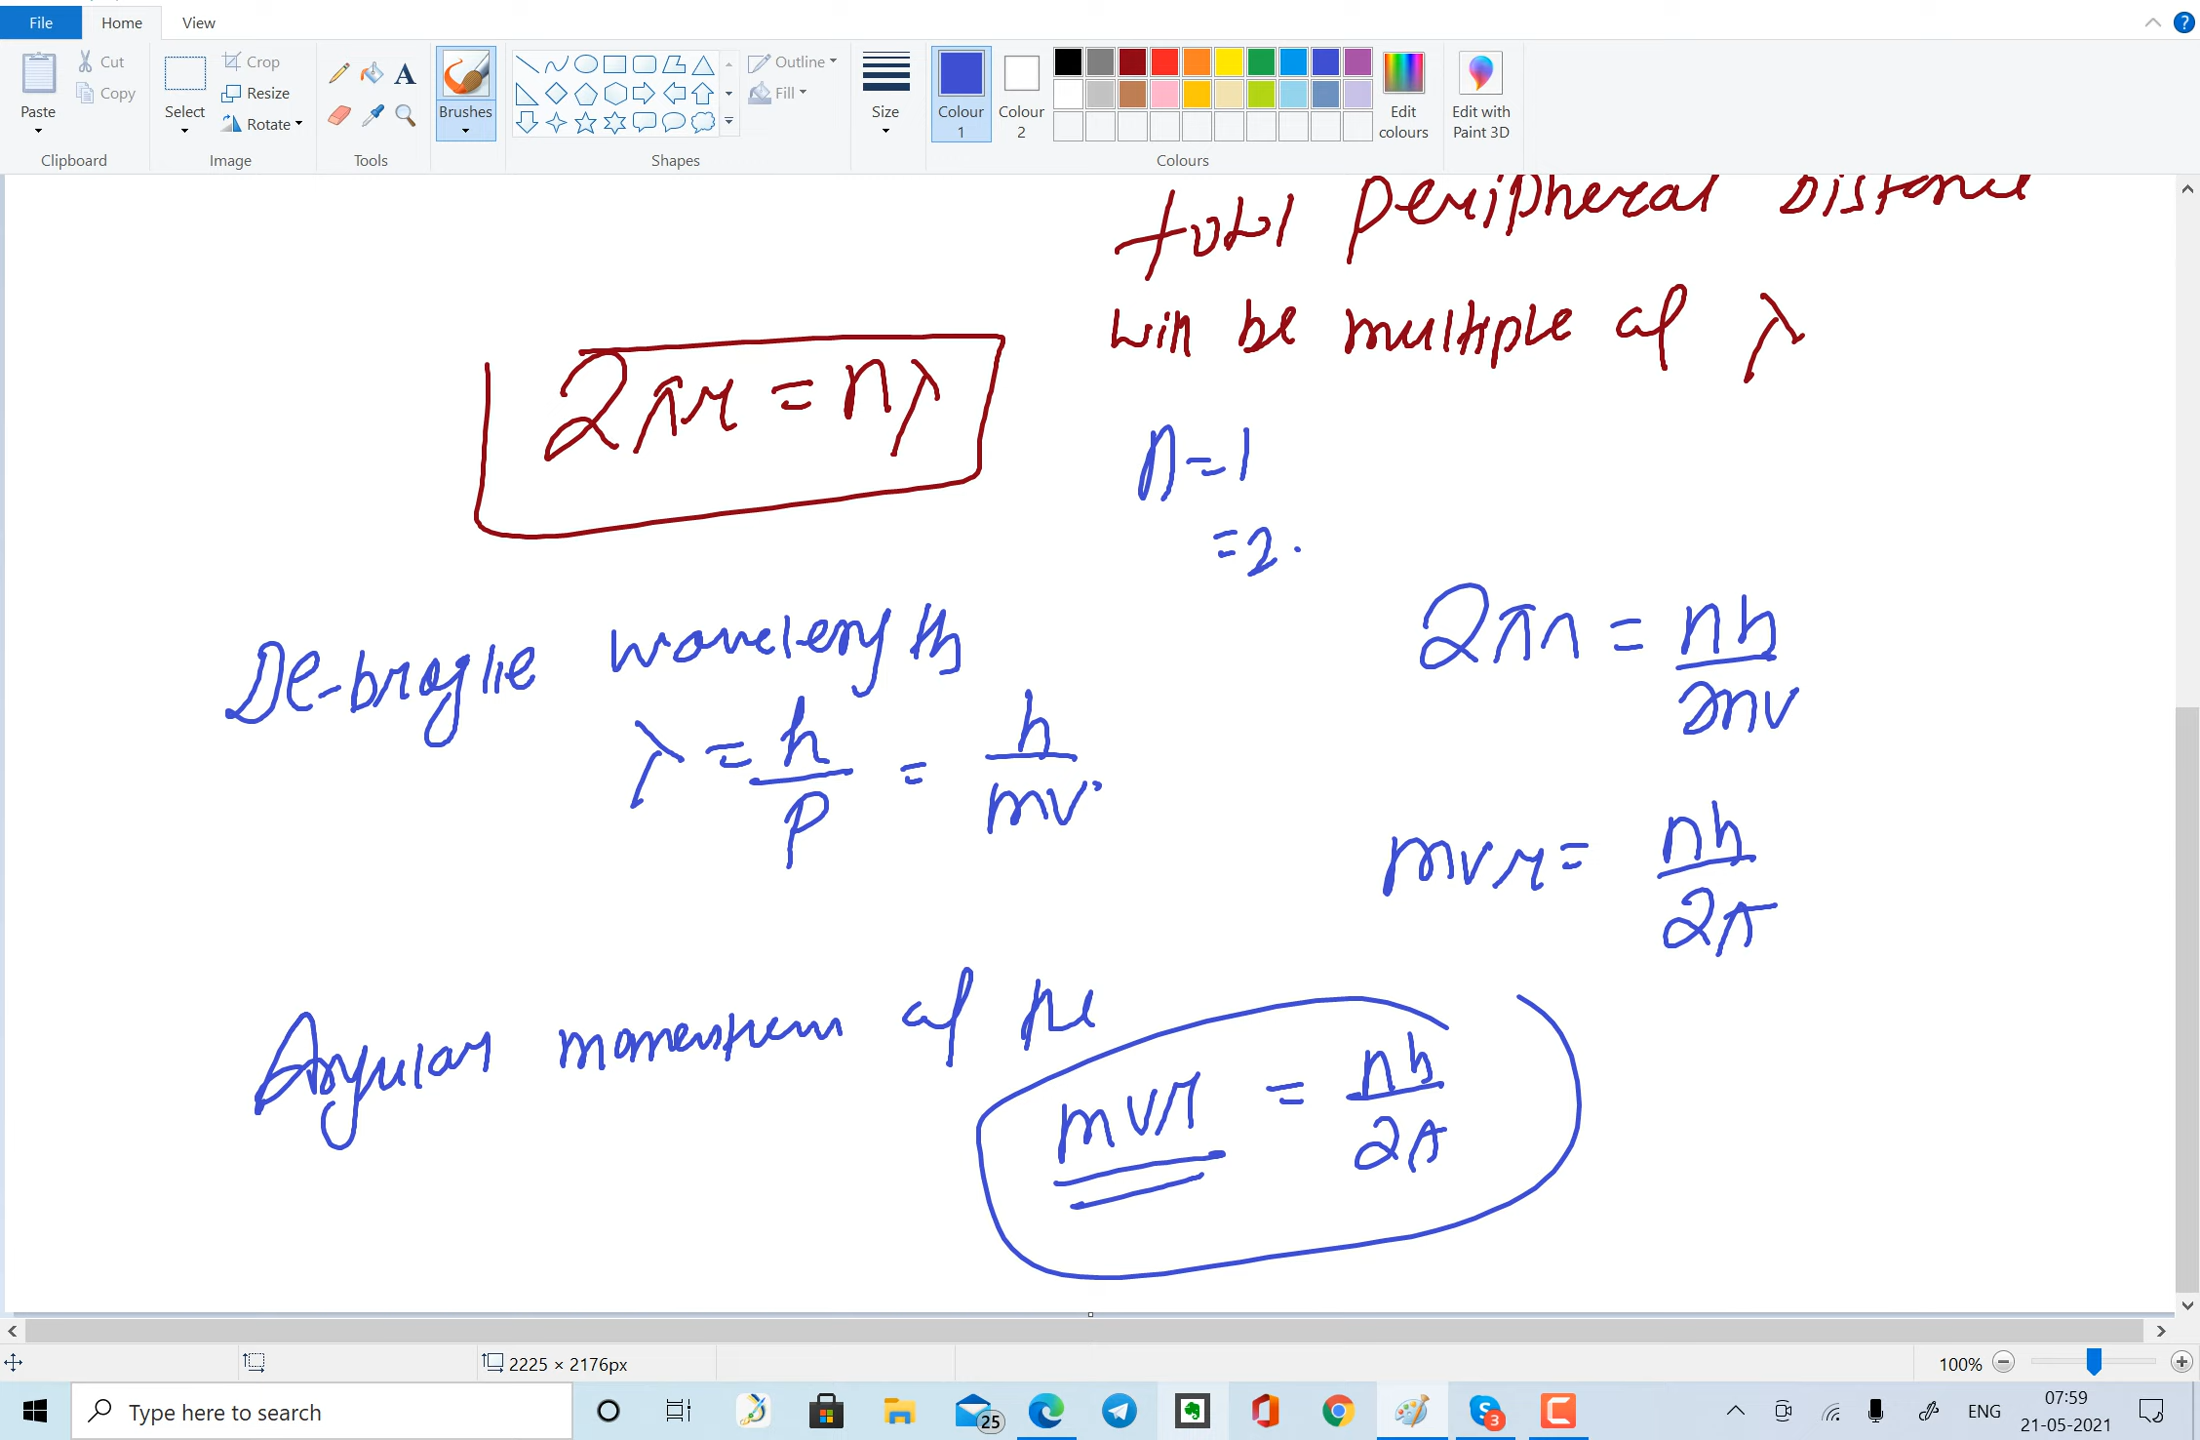 File Home View
Paste Cut Copy Clipboard
Select Crop Resize Rotate Image
Tools
Brushes
Shapes
Outline Fill
Size
Colour 1 Colour 2
Edit colours
Colours
Edit with Paint 3D
total peripheral Distance
will be multiple of λ
2πr = nλ
n=1
=2.
De-broglie wavelength
λ = h/P = h/mv
2πr = nh/mv
mvr = nh/2π
Angular momentum of
mvr = nh/2π
2225 × 2176px
100%
Type here to search
25
3
ENG
07:59
21-05-2021